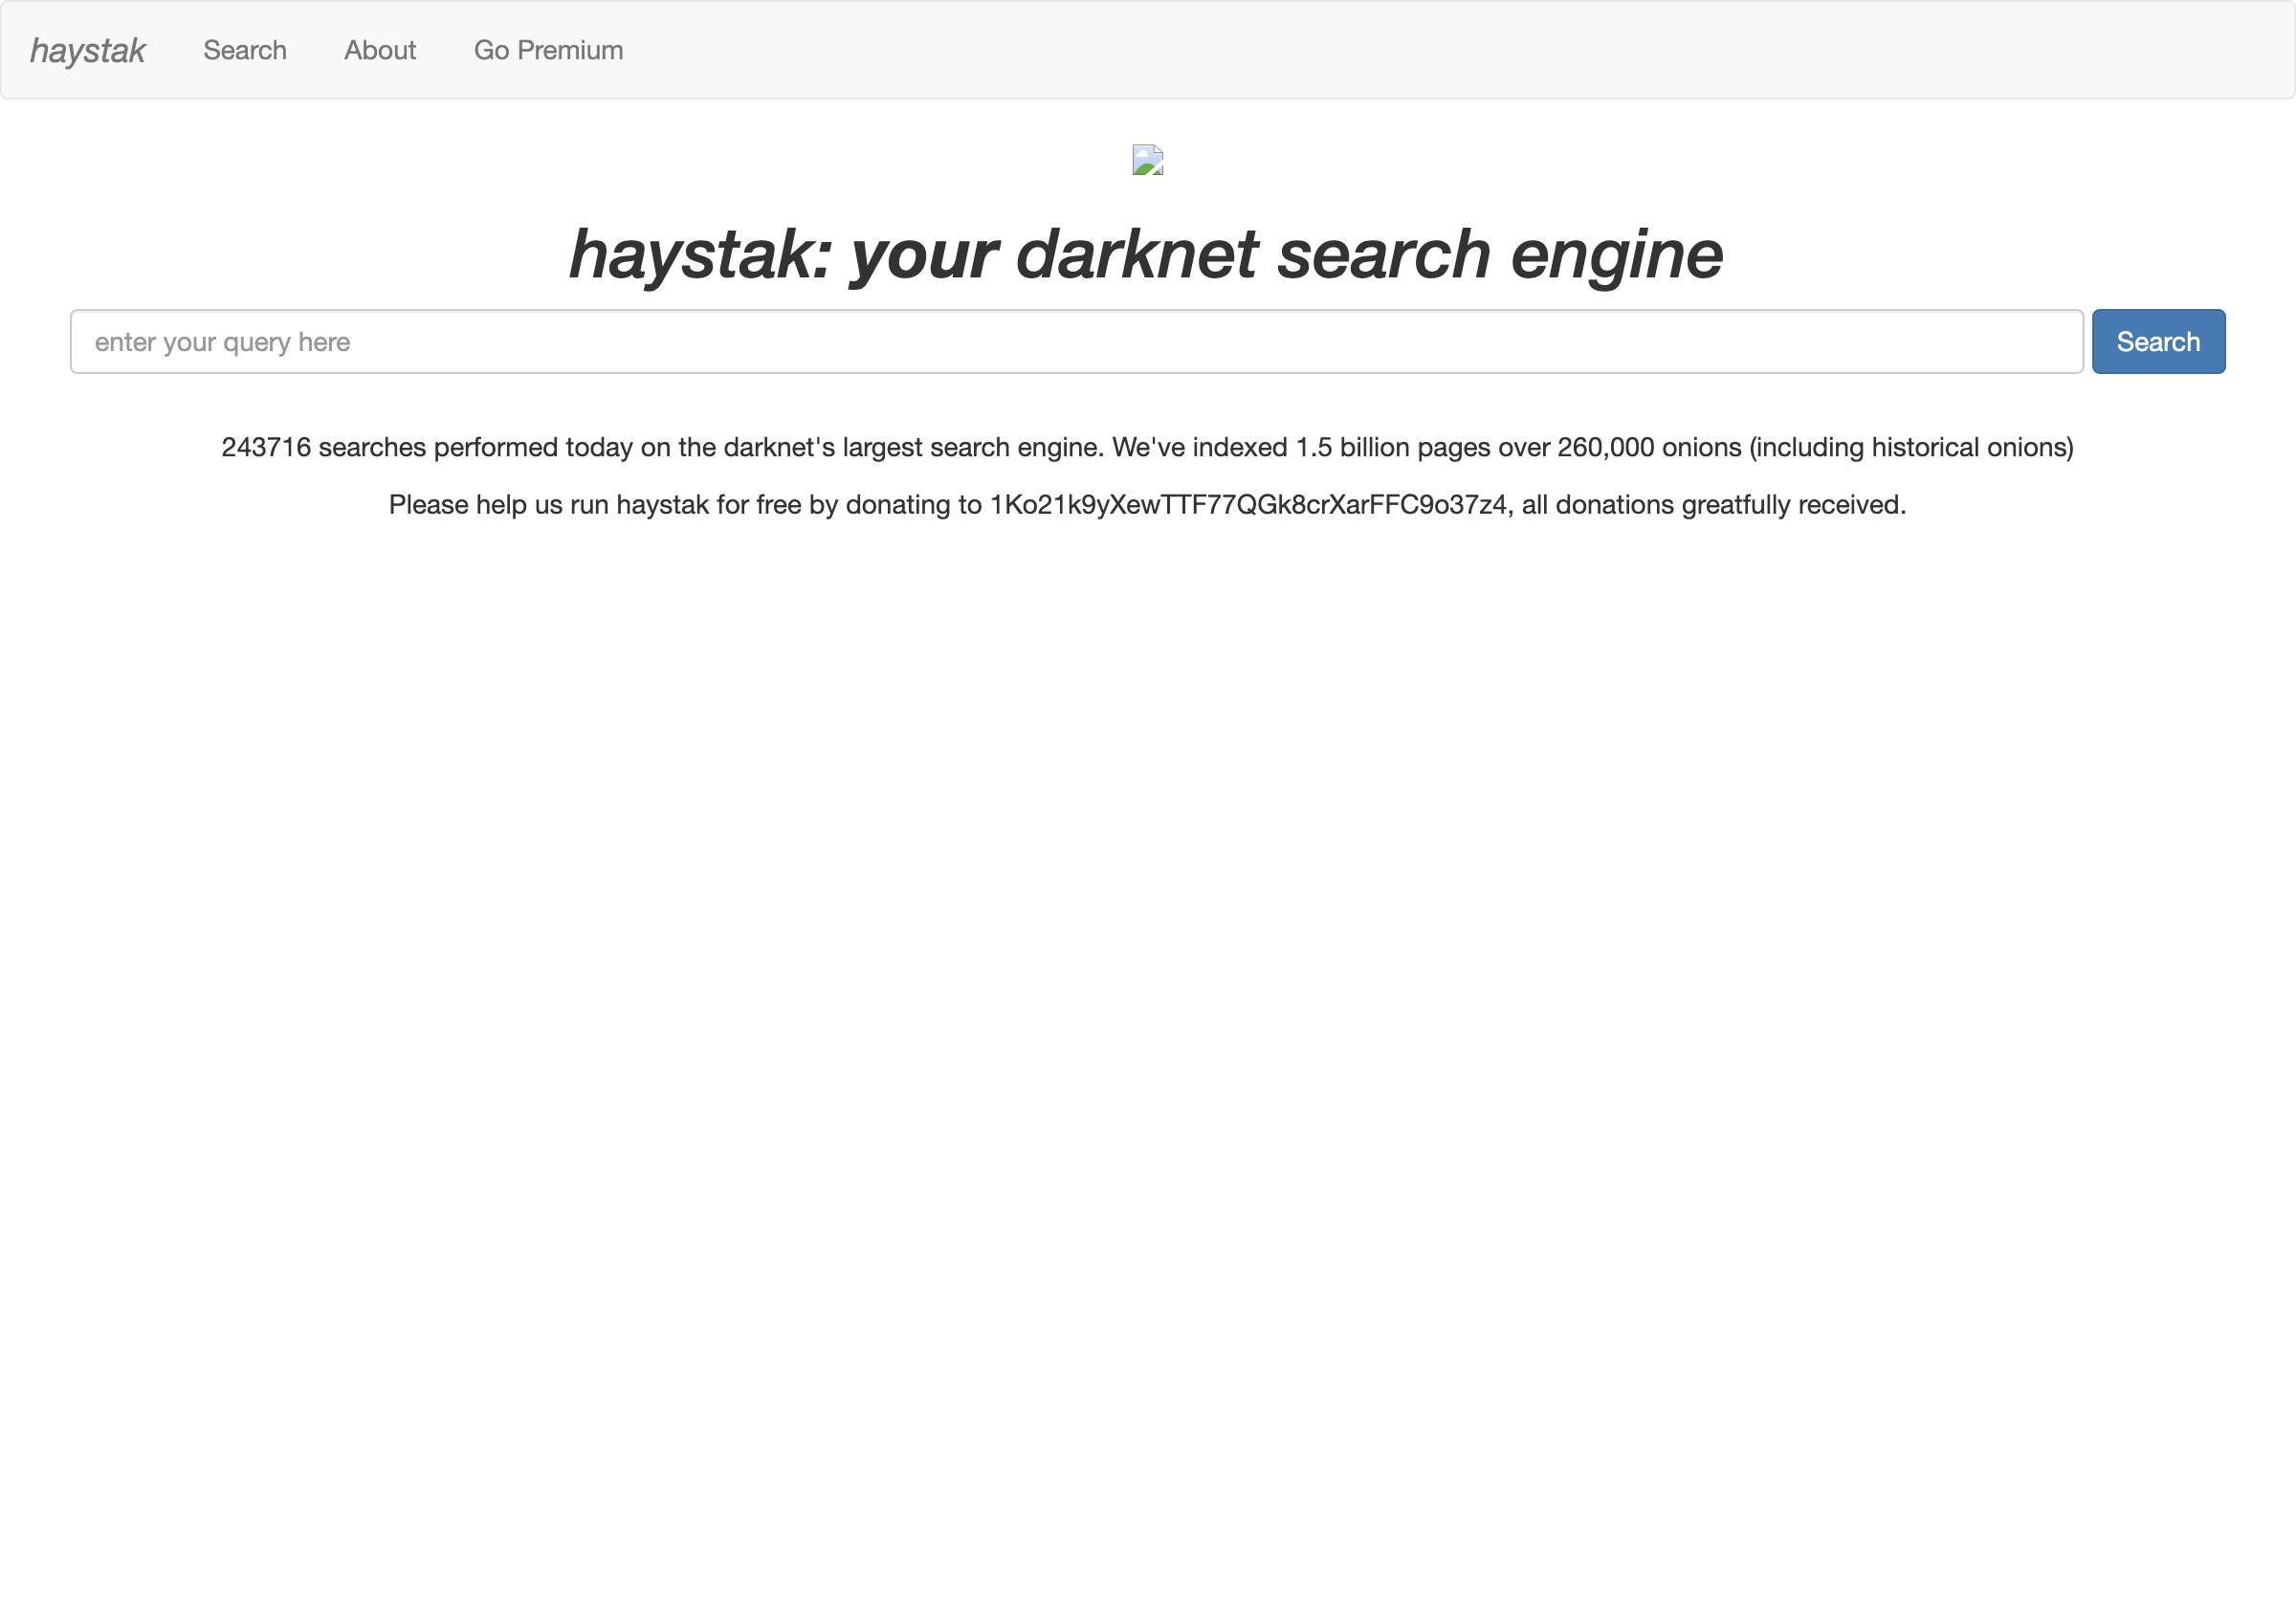 haystak Search About Go Premium
haystak: your darknet search engine
enter your query here Search
243716 searches performed today on the darknet's largest search engine. We've indexed 1.5 billion pages over 260,000 onions (including historical onions)
Please help us run haystak for free by donating to 1Ko21k9yXewTTF77QGk8crXarFFC9o37z4, all donations greatfully received.